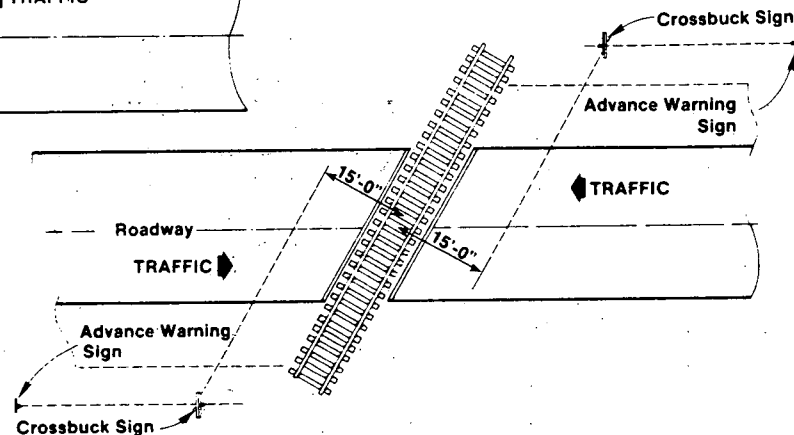 TRAFFIC
Crossbuck Sign
Advance Warning
Sign
15'-0"
TRAFFIC
Roadway
15'-0"
TRAFFIC
Advance Warning
Sign
Crossbuck Sign